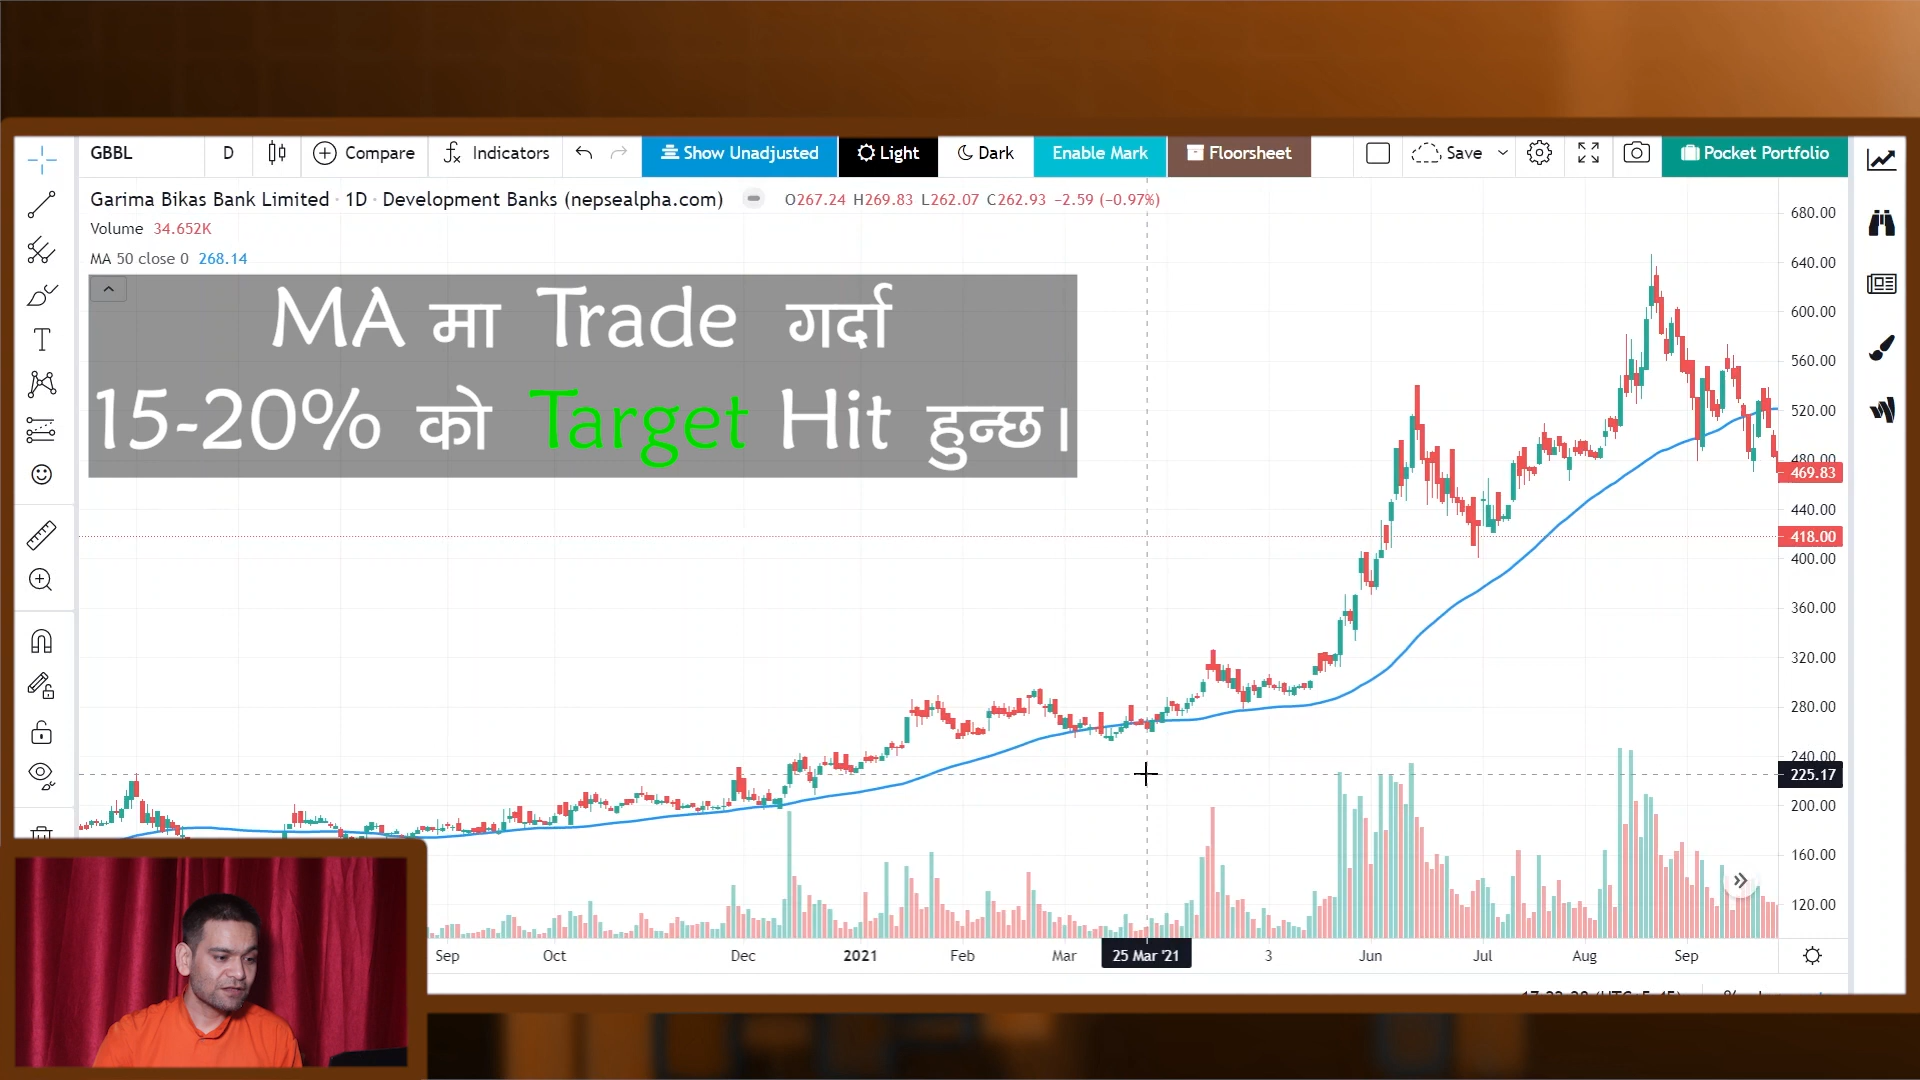 GBBL D Compare Indicators Show Unadjusted Light Dark Enable Mark Floorsheet Save Pocket Portfolio
Garima Bikas Bank Limited · 1D · Development Banks (nepsealpha.com) O267.24 H269.83 L262.07 C262.93 −2.59 (−0.97%)
Volume 34.652K
MA 50 close 0 268.14
MA मा Trade गर्दा
15-20% को Target Hit हुन्छ।
680.00
640.00
600.00
560.00
520.00
480.00
469.83
440.00
418.00
400.00
360.00
320.00
280.00
240.00
225.17
200.00
160.00
120.00
Sep Oct Dec 2021 Feb Mar 25 Mar '21 3 Jun Jul Aug Sep